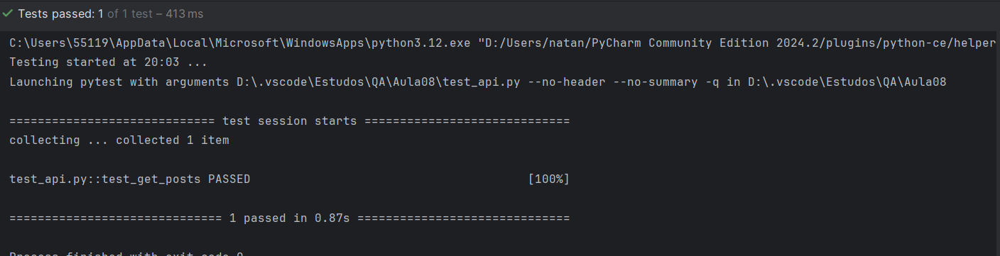 Tests passed: 1 of 1 test – 413 ms
C:\Users\55119\AppData\Local\Microsoft\WindowsApps\python3.12.exe "D:/Users/natan/PyCharm Community Edition 2024.2/plugins/python-ce/helper
Testing started at 20:03 ...
Launching pytest with arguments D:\.vscode\Estudos\QA\Aula08\test_api.py --no-header --no-summary -q in D:\.vscode\Estudos\QA\Aula08
============================= test session starts =============================
collecting ... collected 1 item
test_api.py::test_get_posts PASSED [100%]
============================== 1 passed in 0.87s ==============================
Process finished with exit code 0